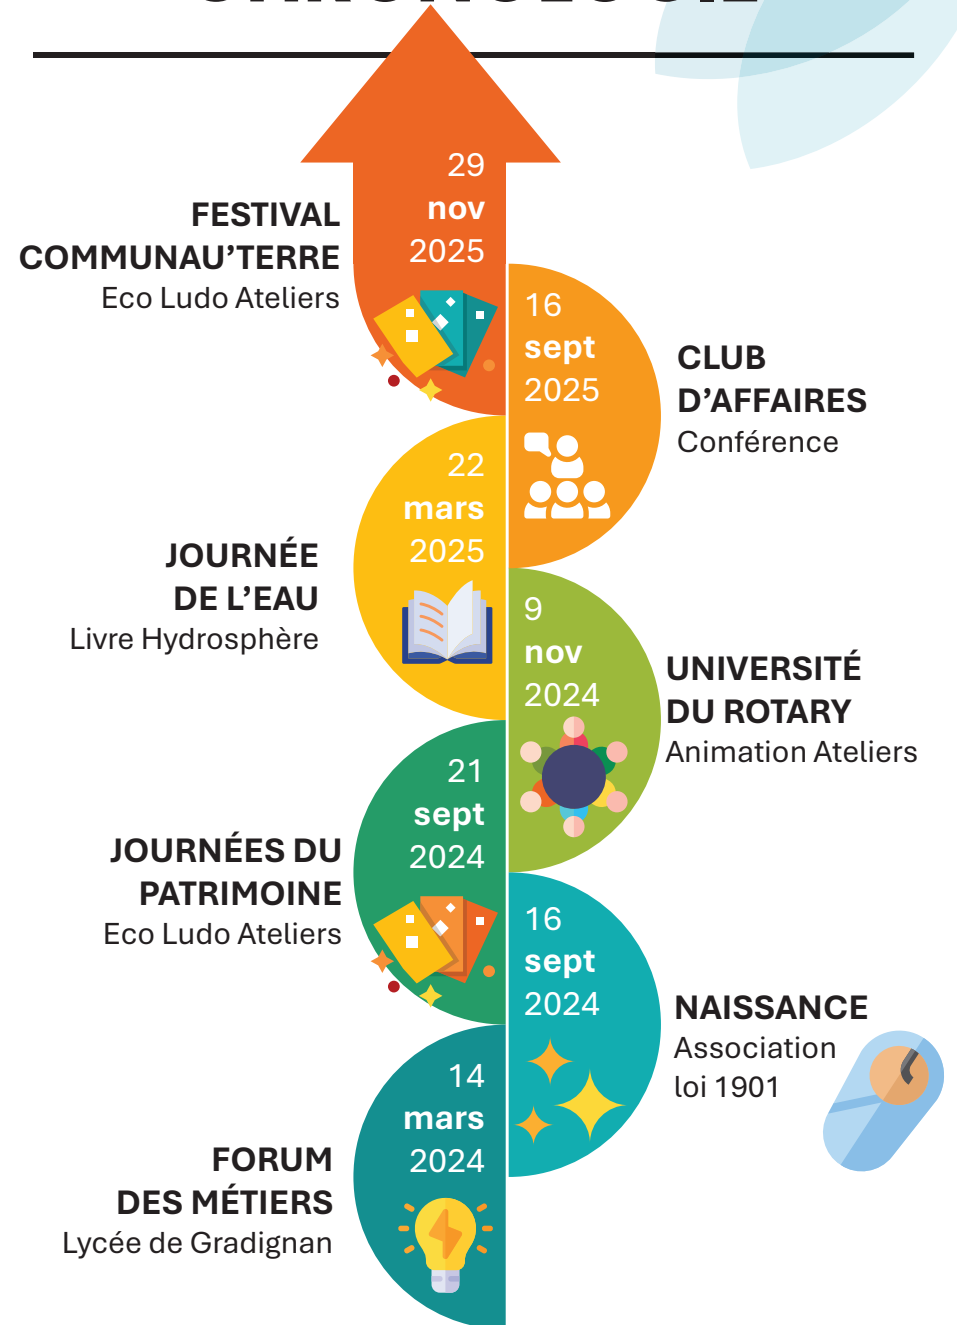 29
nov
2025
FESTIVAL
COMMUNAU’TERRE
Eco Ludo Ateliers
16
sept
2025
CLUB
D’AFFAIRES
Conférence
22
mars
2025
JOURNÉE
DE L’EAU
Livre Hydrosphère
9
nov
2024
UNIVERSITÉ
DU ROTARY
Animation Ateliers
21
sept
2024
JOURNÉES DU
PATRIMOINE
Eco Ludo Ateliers
16
sept
2024
NAISSANCE
Association
loi 1901
14
mars
2024
FORUM
DES MÉTIERS
Lycée de Gradignan